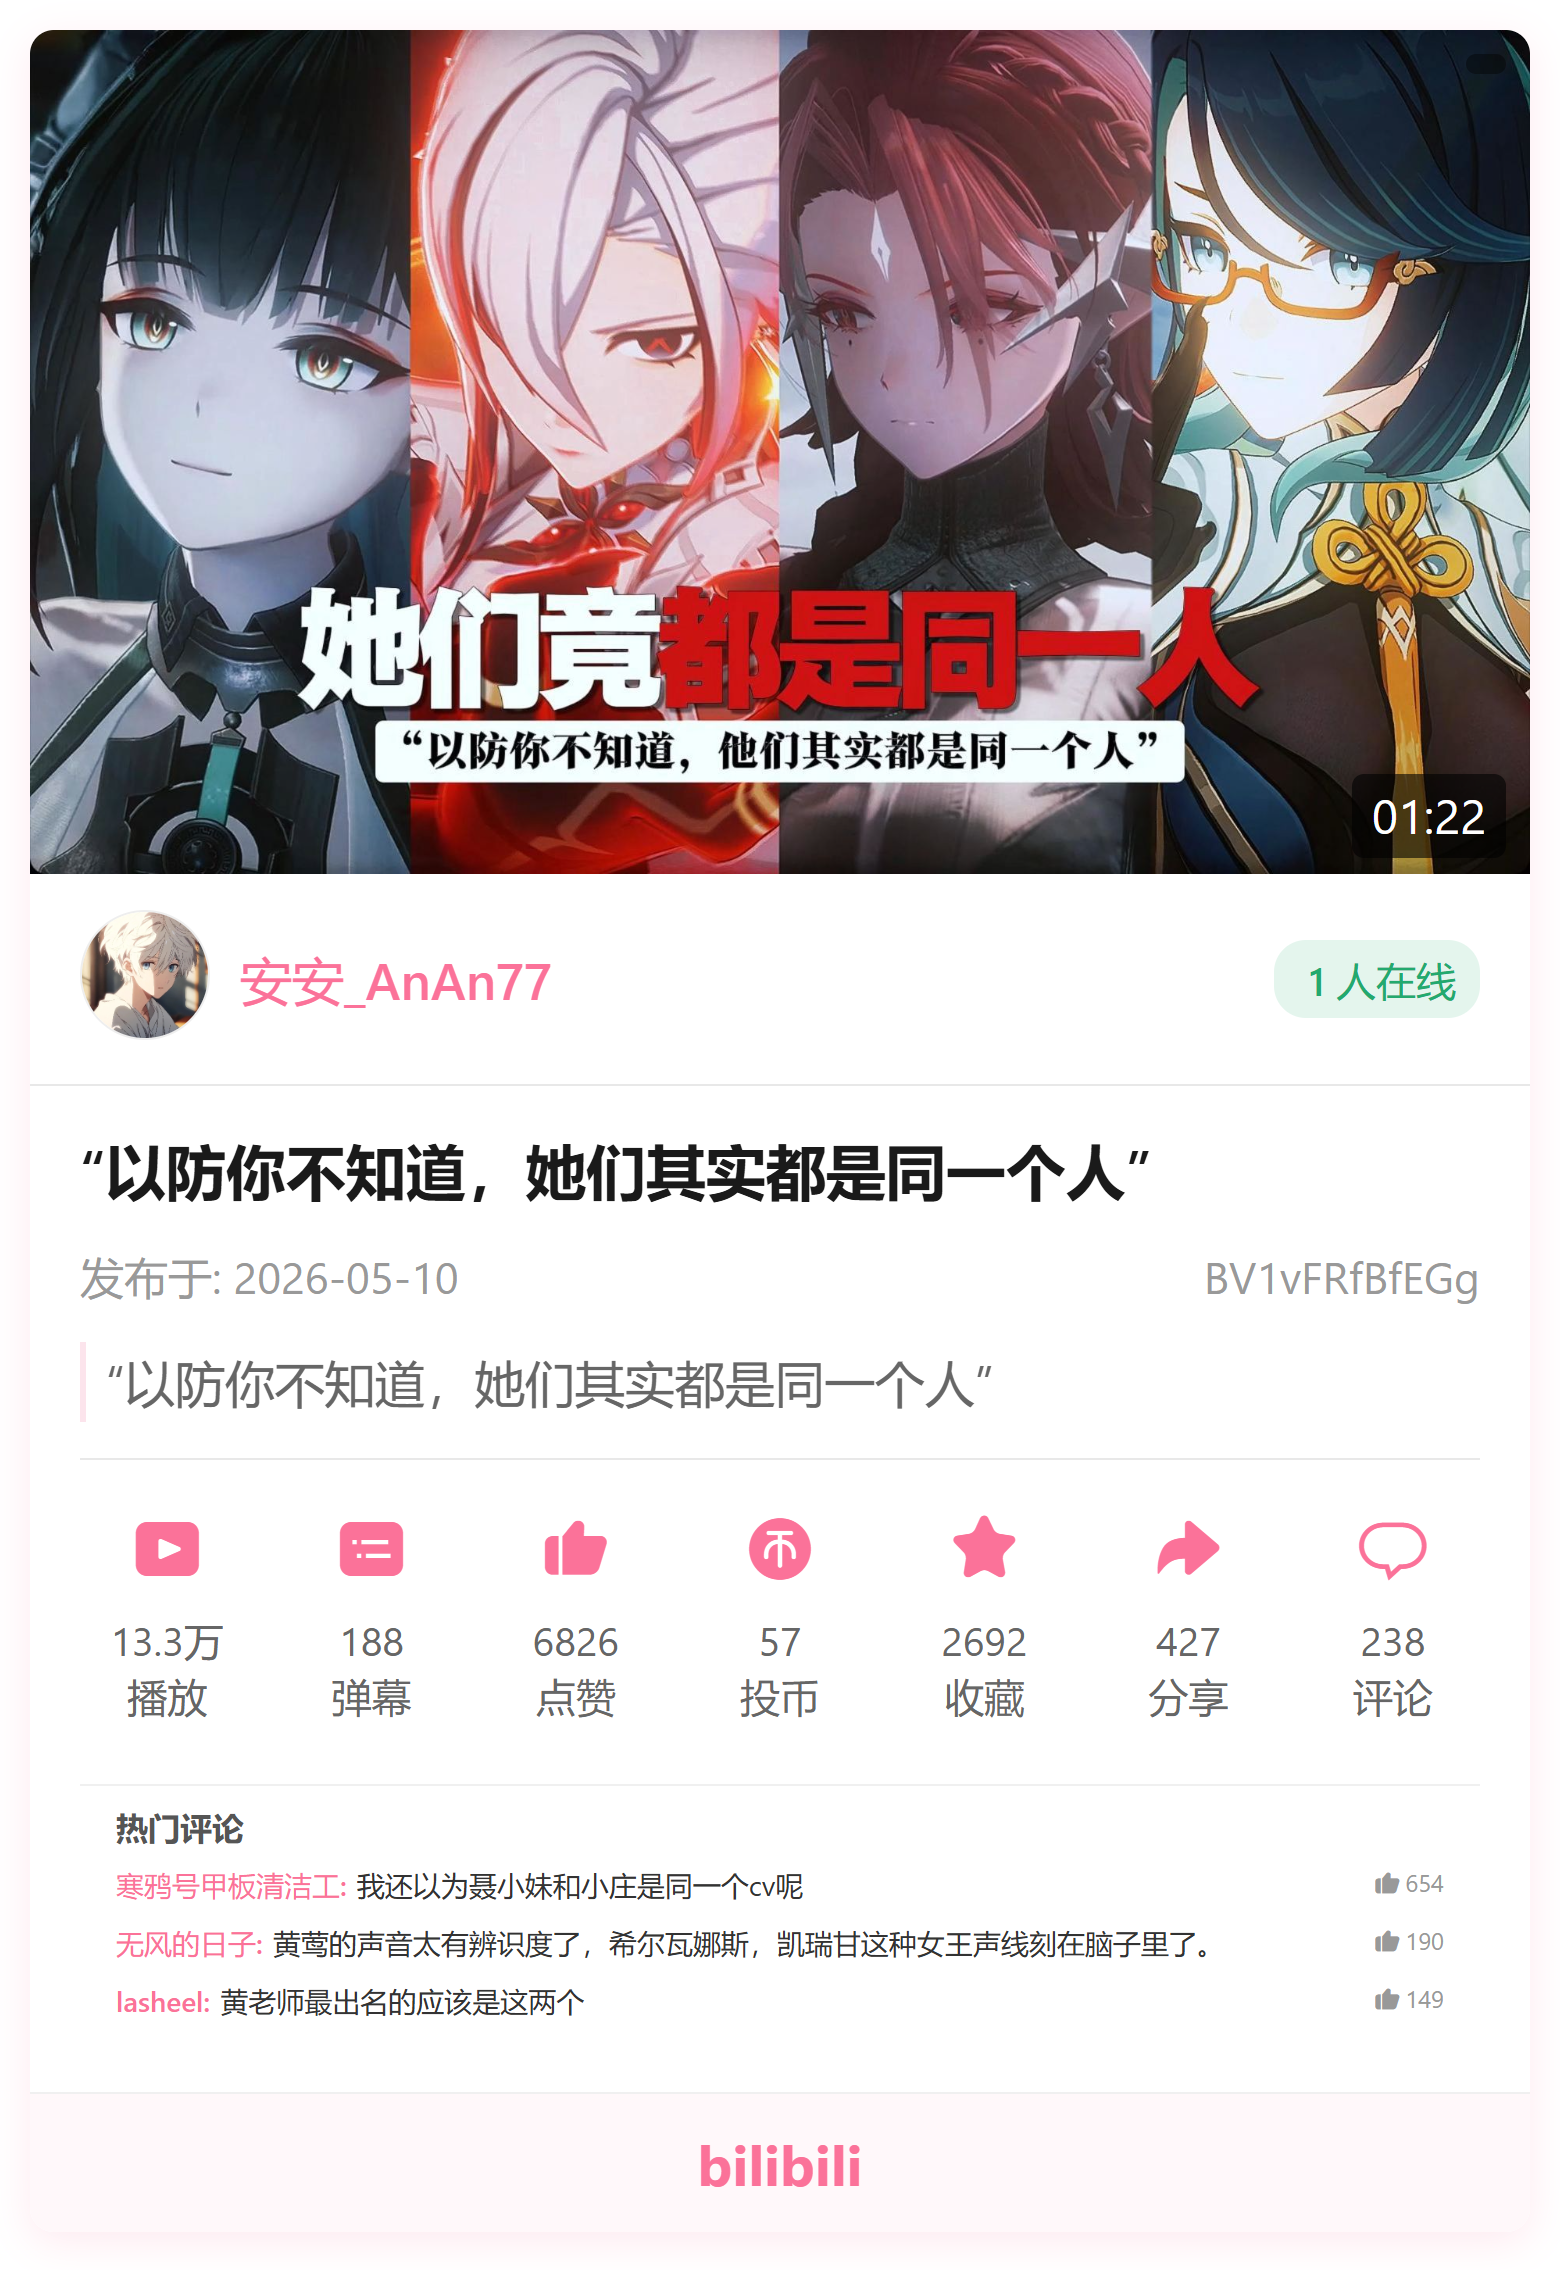 她们竟都是同一人
“以防你不知道，他们其实都是同一个人”
01:22
安安_AnAn77
1 人在线
“以防你不知道，她们其实都是同一个人”
发布于: 2026-05-10
BV1vFRfBfEGg
“以防你不知道，她们其实都是同一个人”
13.3万 188 6826 57 2692 427 238
播放 弹幕 点赞 投币 收藏 分享 评论
热门评论
寒鸦号甲板清洁工: 我还以为聂小妹和小庄是同一个cv呢 654
无风的日子: 黄莺的声音太有辨识度了，希尔瓦娜斯，凯瑞甘这种女王声线刻在脑子里了。 190
lasheel: 黄老师最出名的应该是这两个 149
bilibili